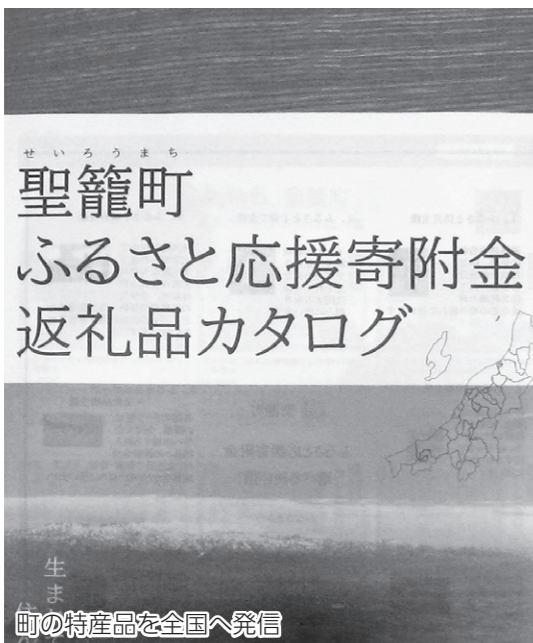 せいろうまち
聖籠町
ふるさと応援寄附金
返礼品カタログ
生ま
町の特産品を全国へ発信